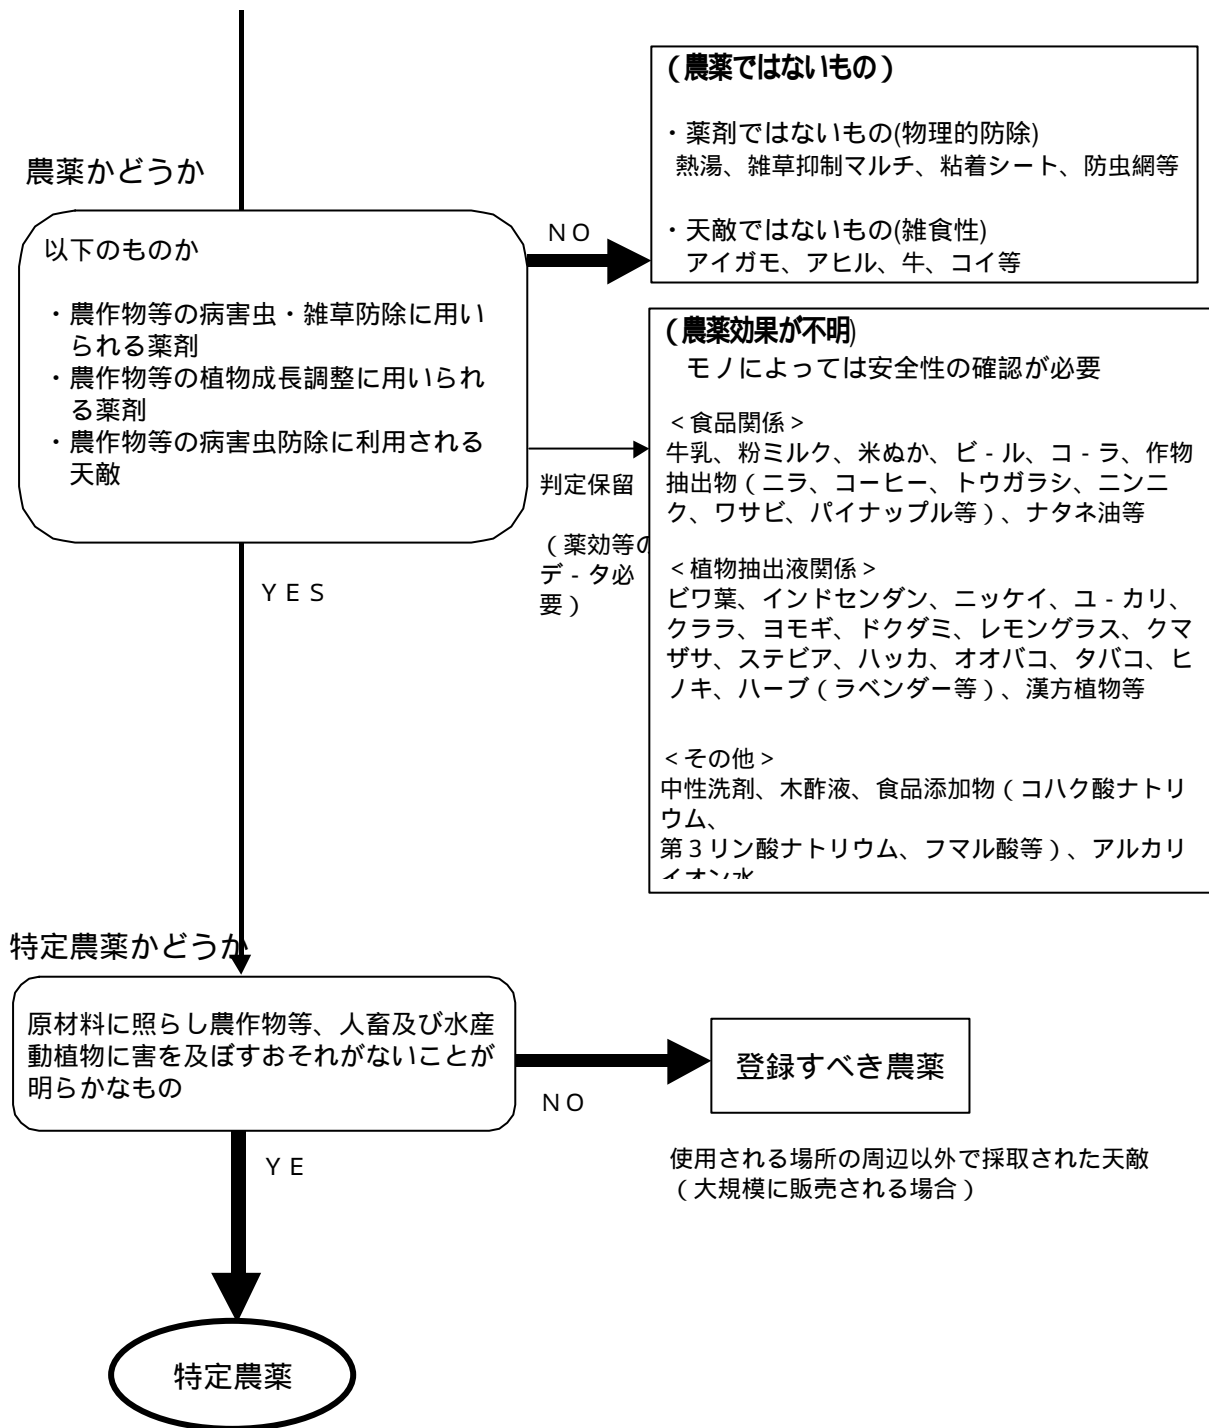 農薬かどうか
以下のものか
・農作物等の病害虫・雑草防除に用い
られる薬剤
・農作物等の植物成長調整に用いられ
る薬剤
・農作物等の病害虫防除に利用される
天敵
ＮＯ
（農薬ではないもの）
・薬剤ではないもの(物理的防除)
熱湯、雑草抑制マルチ、粘着シート、防虫網等
・天敵ではないもの(雑食性)
アイガモ、アヒル、牛、コイ等
判定保留
（薬効等の
デ‐タ必
要）
（農薬効果が不明)
モノによっては安全性の確認が必要
＜食品関係＞
牛乳、粉ミルク、米ぬか、ビ‐ル、コ‐ラ、作物
抽出物（ニラ、コーヒー、トウガラシ、ニンニ
ク、ワサビ、パイナップル等）、ナタネ油等
＜植物抽出液関係＞
ビワ葉、インドセンダン、ニッケイ、ユ‐カリ、
クララ、ヨモギ、ドクダミ、レモングラス、クマ
ザサ、ステビア、ハッカ、オオバコ、タバコ、ヒ
ノキ、ハーブ（ラベンダー等）、漢方植物等
＜その他＞
中性洗剤、木酢液、食品添加物（コハク酸ナトリ
ウム、
第３リン酸ナトリウム、フマル酸等）、アルカリ
イオン水
ＹＥＳ
特定農薬かどうか
原材料に照らし農作物等、人畜及び水産
動植物に害を及ぼすおそれがないことが
明らかなもの
ＮＯ
登録すべき農薬
使用される場所の周辺以外で採取された天敵
（大規模に販売される場合）
ＹＥ
特定農薬